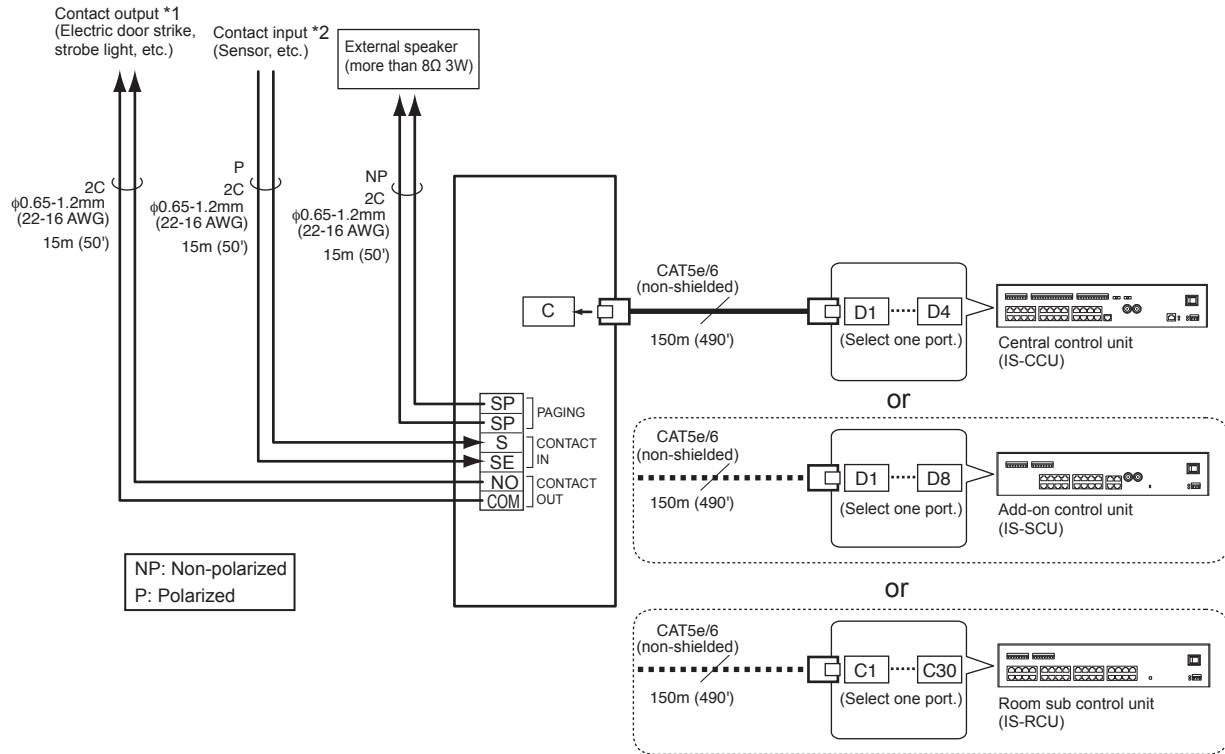 Contact output *1
(Electric door strike,
strobe light, etc.)
Contact input *2
(Sensor, etc.)
External speaker
(more than 8Ω 3W)
2C
φ0.65-1.2mm
(22-16 AWG)
15m (50')
P
2C
φ0.65-1.2mm
(22-16 AWG)
15m (50')
NP
2C
φ0.65-1.2mm
(22-16 AWG)
15m (50')
C
CAT5e/6
(non-shielded)
150m (490')
D1
D4
(Select one port.)
Central control unit
(IS-CCU)
or
SP
SP
PAGING
S
SE
CONTACT
IN
NO
COM
CONTACT
OUT
CAT5e/6
(non-shielded)
150m (490')
D1
D8
(Select one port.)
Add-on control unit
(IS-SCU)
NP: Non-polarized
P: Polarized
or
CAT5e/6
(non-shielded)
150m (490')
C1
C30
(Select one port.)
Room sub control unit
(IS-RCU)